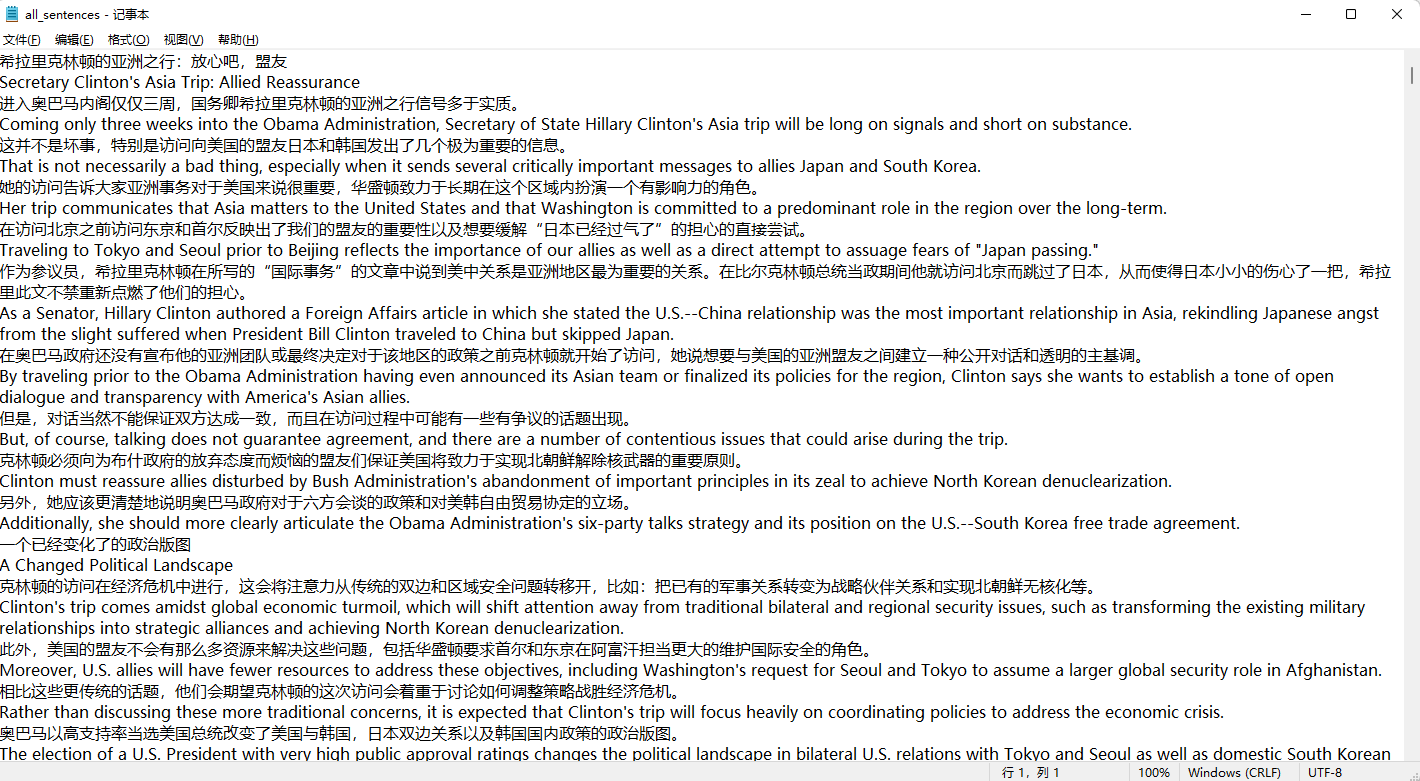 all_sentences - 记事本
文件(F) 编辑(E) 格式(O) 视图(V) 帮助(H)
希拉里克林顿的亚洲之行：放心吧，盟友
Secretary Clinton's Asia Trip: Allied Reassurance
进入奥巴马内阁仅仅三周，国务卿希拉里克林顿的亚洲之行信号多于实质。
Coming only three weeks into the Obama Administration, Secretary of State Hillary Clinton's Asia trip will be long on signals and short on substance.
这并不是坏事，特别是访问向美国的盟友日本和韩国发出了几个极为重要的信息。
That is not necessarily a bad thing, especially when it sends several critically important messages to allies Japan and South Korea.
她的访问告诉大家亚洲事务对于美国来说很重要，华盛顿致力于长期在这个区域内扮演一个有影响力的角色。
Her trip communicates that Asia matters to the United States and that Washington is committed to a predominant role in the region over the long-term.
在访问北京之前访问东京和首尔反映出了我们的盟友的重要性以及想要缓解“日本已经过气了”的担心的直接尝试。
Traveling to Tokyo and Seoul prior to Beijing reflects the importance of our allies as well as a direct attempt to assuage fears of "Japan passing."
作为参议员，希拉里克林顿在所写的“国际事务”的文章中说到美中关系是亚洲地区最为重要的关系。在比尔克林顿总统当政期间他就访问北京而跳过了日本，从而使得日本小小的伤心了一把，希拉
里此文不禁重新点燃了他们的担心。
As a Senator, Hillary Clinton authored a Foreign Affairs article in which she stated the U.S.--China relationship was the most important relationship in Asia, rekindling Japanese angst
from the slight suffered when President Bill Clinton traveled to China but skipped Japan.
在奥巴马政府还没有宣布他的亚洲团队或最终决定对于该地区的政策之前克林顿就开始了访问，她说想要与美国的亚洲盟友之间建立一种公开对话和透明的主基调。
By traveling prior to the Obama Administration having even announced its Asian team or finalized its policies for the region, Clinton says she wants to establish a tone of open
dialogue and transparency with America's Asian allies.
但是，对话当然不能保证双方达成一致，而且在访问过程中可能有一些有争议的话题出现。
But, of course, talking does not guarantee agreement, and there are a number of contentious issues that could arise during the trip.
克林顿必须向为布什政府的放弃态度而烦恼的盟友们保证美国将致力于实现北朝鲜解除核武器的重要原则。
Clinton must reassure allies disturbed by Bush Administration's abandonment of important principles in its zeal to achieve North Korean denuclearization.
另外，她应该更清楚地说明奥巴马政府对于六方会谈的政策和对美韩自由贸易协定的立场。
Additionally, she should more clearly articulate the Obama Administration's six-party talks strategy and its position on the U.S.--South Korea free trade agreement.
一个已经变化了的政治版图
A Changed Political Landscape
克林顿的访问在经济危机中进行，这会将注意力从传统的双边和区域安全问题转移开，比如：把已有的军事关系转变为战略伙伴关系和实现北朝鲜无核化等。
Clinton's trip comes amidst global economic turmoil, which will shift attention away from traditional bilateral and regional security issues, such as transforming the existing military
relationships into strategic alliances and achieving North Korean denuclearization.
此外，美国的盟友不会有那么多资源来解决这些问题，包括华盛顿要求首尔和东京在阿富汗担当更大的维护国际安全的角色。
Moreover, U.S. allies will have fewer resources to address these objectives, including Washington's request for Seoul and Tokyo to assume a larger global security role in Afghanistan.
相比这些更传统的话题，他们会期望克林顿的这次访问会着重于讨论如何调整策略战胜经济危机。
Rather than discussing these more traditional concerns, it is expected that Clinton's trip will focus heavily on coordinating policies to address the economic crisis.
奥巴马以高支持率当选美国总统改变了美国与韩国，日本双边关系以及韩国国内政策的政治版图。
The election of a U.S. President with very high public approval ratings changes the political landscape in bilateral U.S. relations with Tokyo and Seoul as well as domestic South Korean
行 1，列 1 100% Windows (CRLF) UTF-8